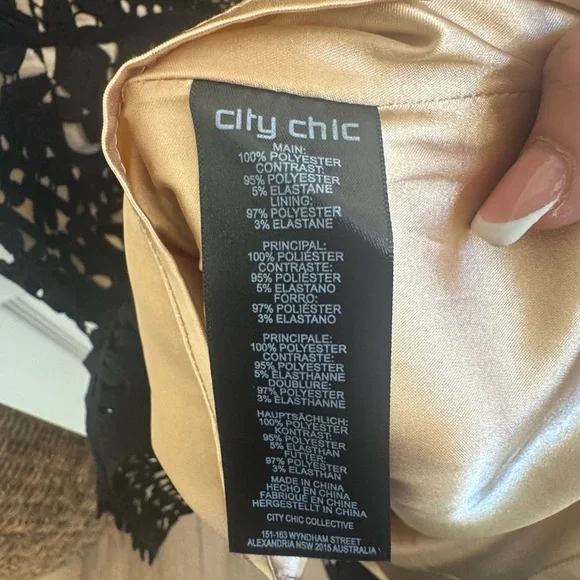 city chic
MAIN:
100% POLYESTER
CONTRAST:
95% POLYESTER
5% ELASTANE
LINING:
97% POLYESTER
3% ELASTANE
PRINCIPAL:
100% POLIÉSTER
CONTRASTE:
95% POLIÉSTER
5% ELASTANO
FORRO:
97% POLIÉSTER
3% ELASTANO
PRINCIPALE:
100% POLYESTER
CONTRASTE:
95% POLYESTER
5% ELASTHANNE
DOUBLURE:
97% POLYESTER
3% ELASTHANNE
HAUPTSÄCHLICH:
100% POLYESTER
KONTRAST:
95% POLYESTER
5% ELASTHAN
FUTTER:
97% POLYESTER
3% ELASTHAN
MADE IN CHINA
HECHO EN CHINA
FABRIQUÉ EN CHINE
HERGESTELLT IN CHINA
CITY CHIC COLLECTIVE
151-163 WYNDHAM STREET
ALEXANDRIA NSW 2015 AUSTRALIA